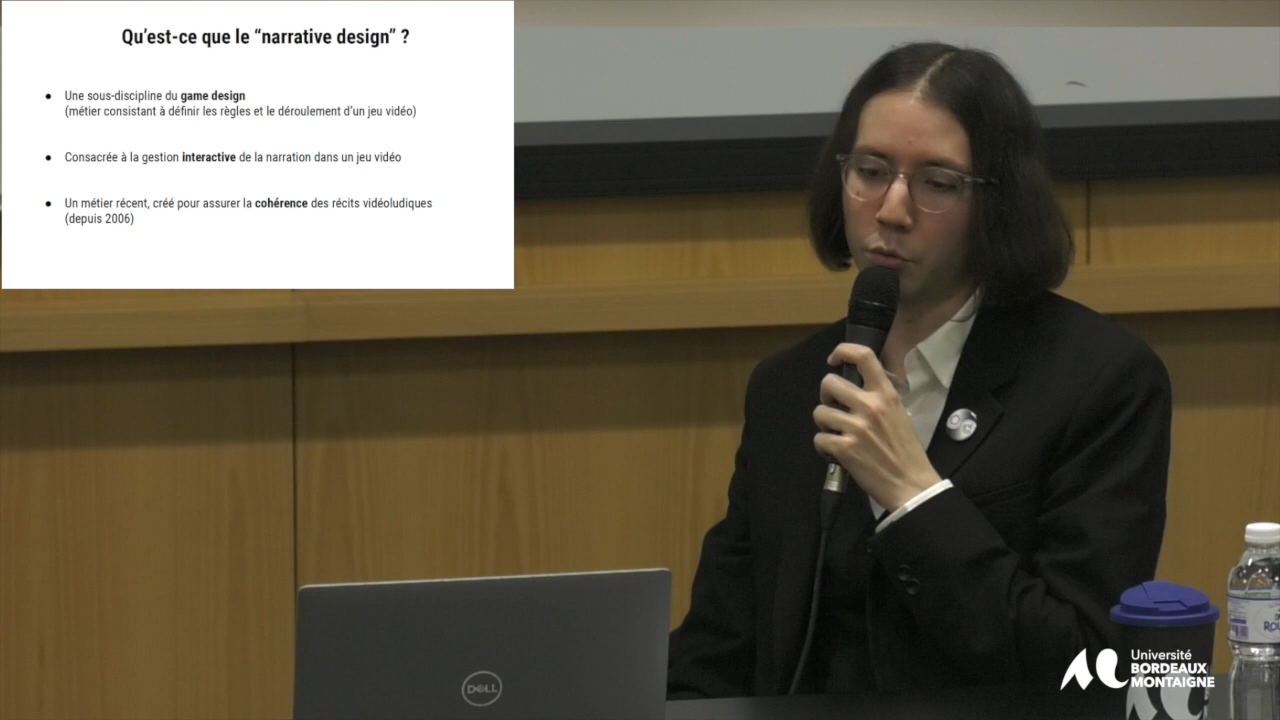 Qu’est-ce que le “narrative design” ?
● Une sous-discipline du game design
(métier consistant à définir les règles et le déroulement d’un jeu vidéo)
● Consacrée à la gestion interactive de la narration dans un jeu vidéo
● Un métier récent, créé pour assurer la cohérence des récits vidéoludiques
(depuis 2006)
DELL
Université
BORDEAUX
MONTAIGNE